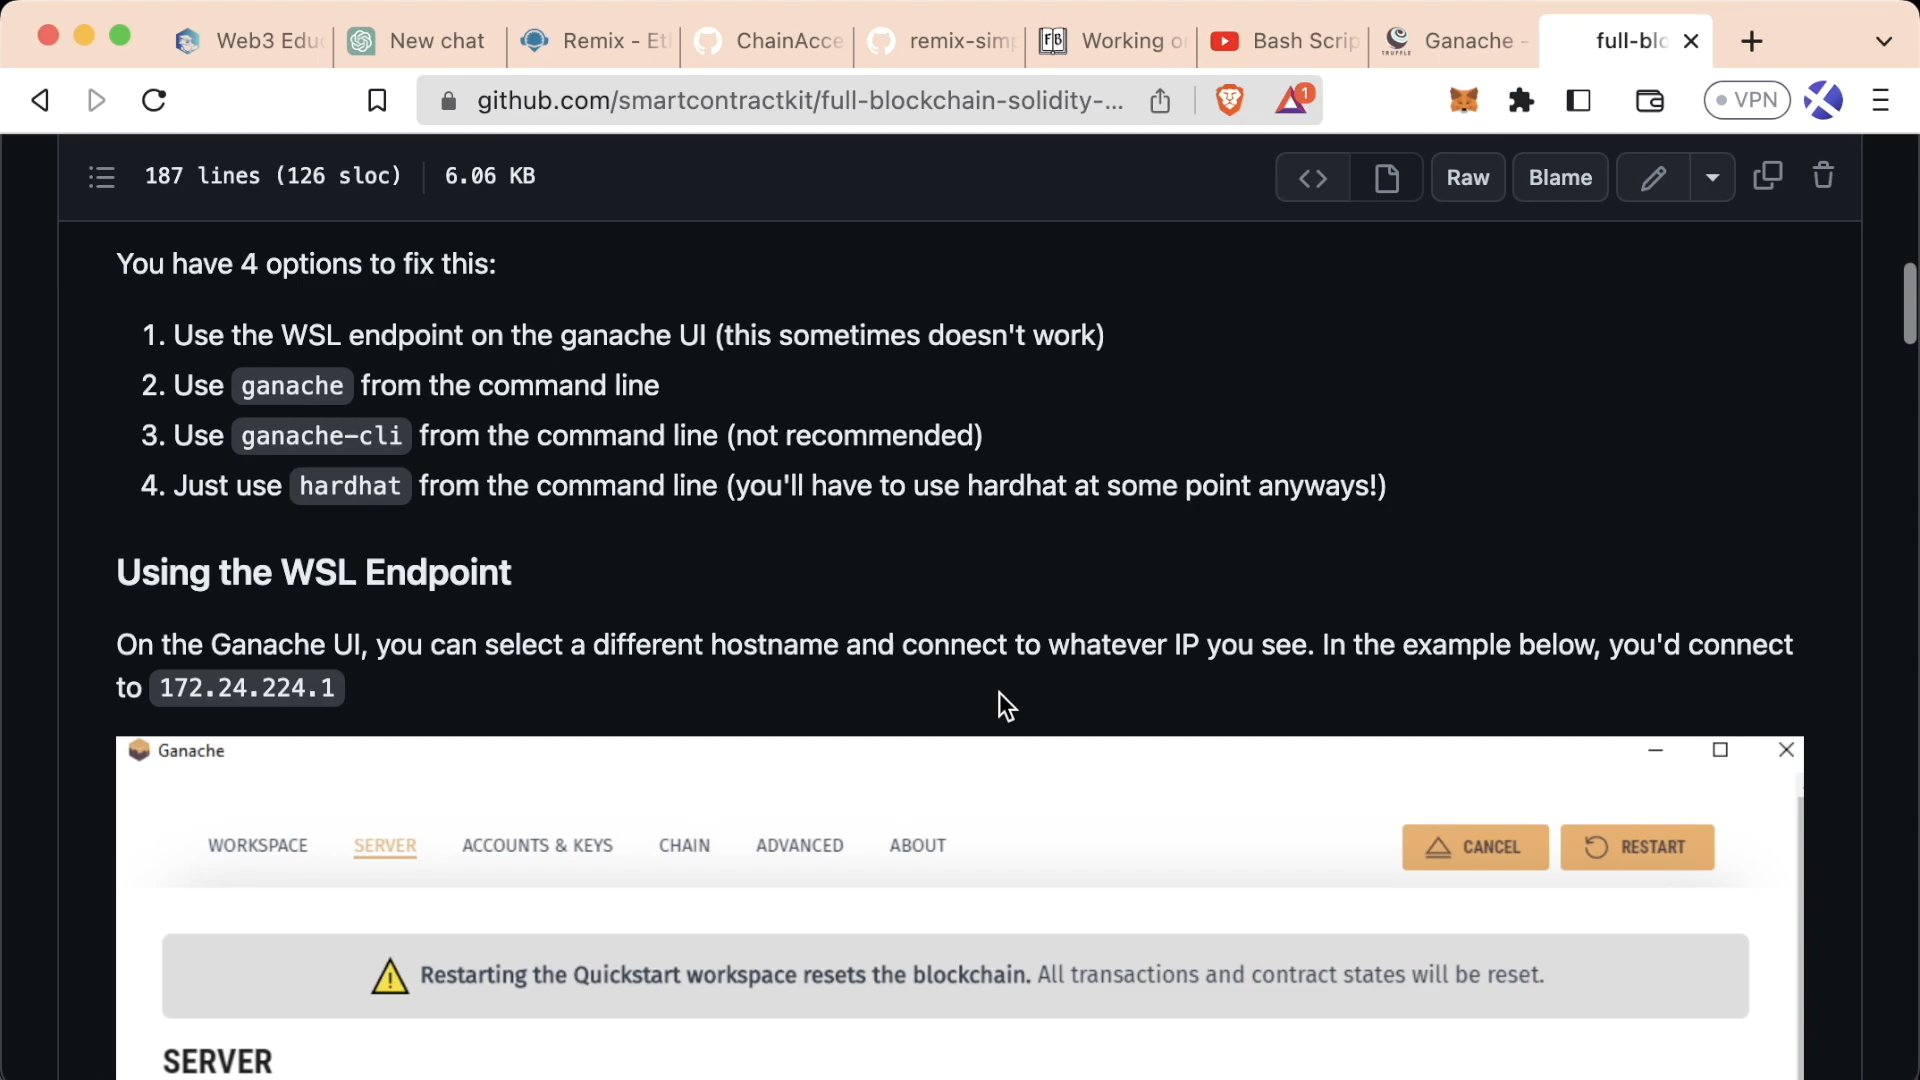 Web3 Edu
New chat
Remix - Et
ChainAcce
remix-sim
Working o
Bash Scrip
Ganache -
full-blo
github.com/smartcontractkit/full-blockchain-solidity-...
1
VPN
187 lines (126 sloc)
6.06 KB
Raw
Blame
You have 4 options to fix this:
1. Use the WSL endpoint on the ganache UI (this sometimes doesn't work)
2. Use ganache from the command line
3. Use ganache-cli from the command line (not recommended)
4. Just use hardhat from the command line (you'll have to use hardhat at some point anyways!)
Using the WSL Endpoint
On the Ganache UI, you can select a different hostname and connect to whatever IP you see. In the example below, you'd connect
to 172.24.224.1
Ganache
WORKSPACE
SERVER
ACCOUNTS & KEYS
CHAIN
ADVANCED
ABOUT
CANCEL
RESTART
Restarting the Quickstart workspace resets the blockchain. All transactions and contract states will be reset.
SERVER